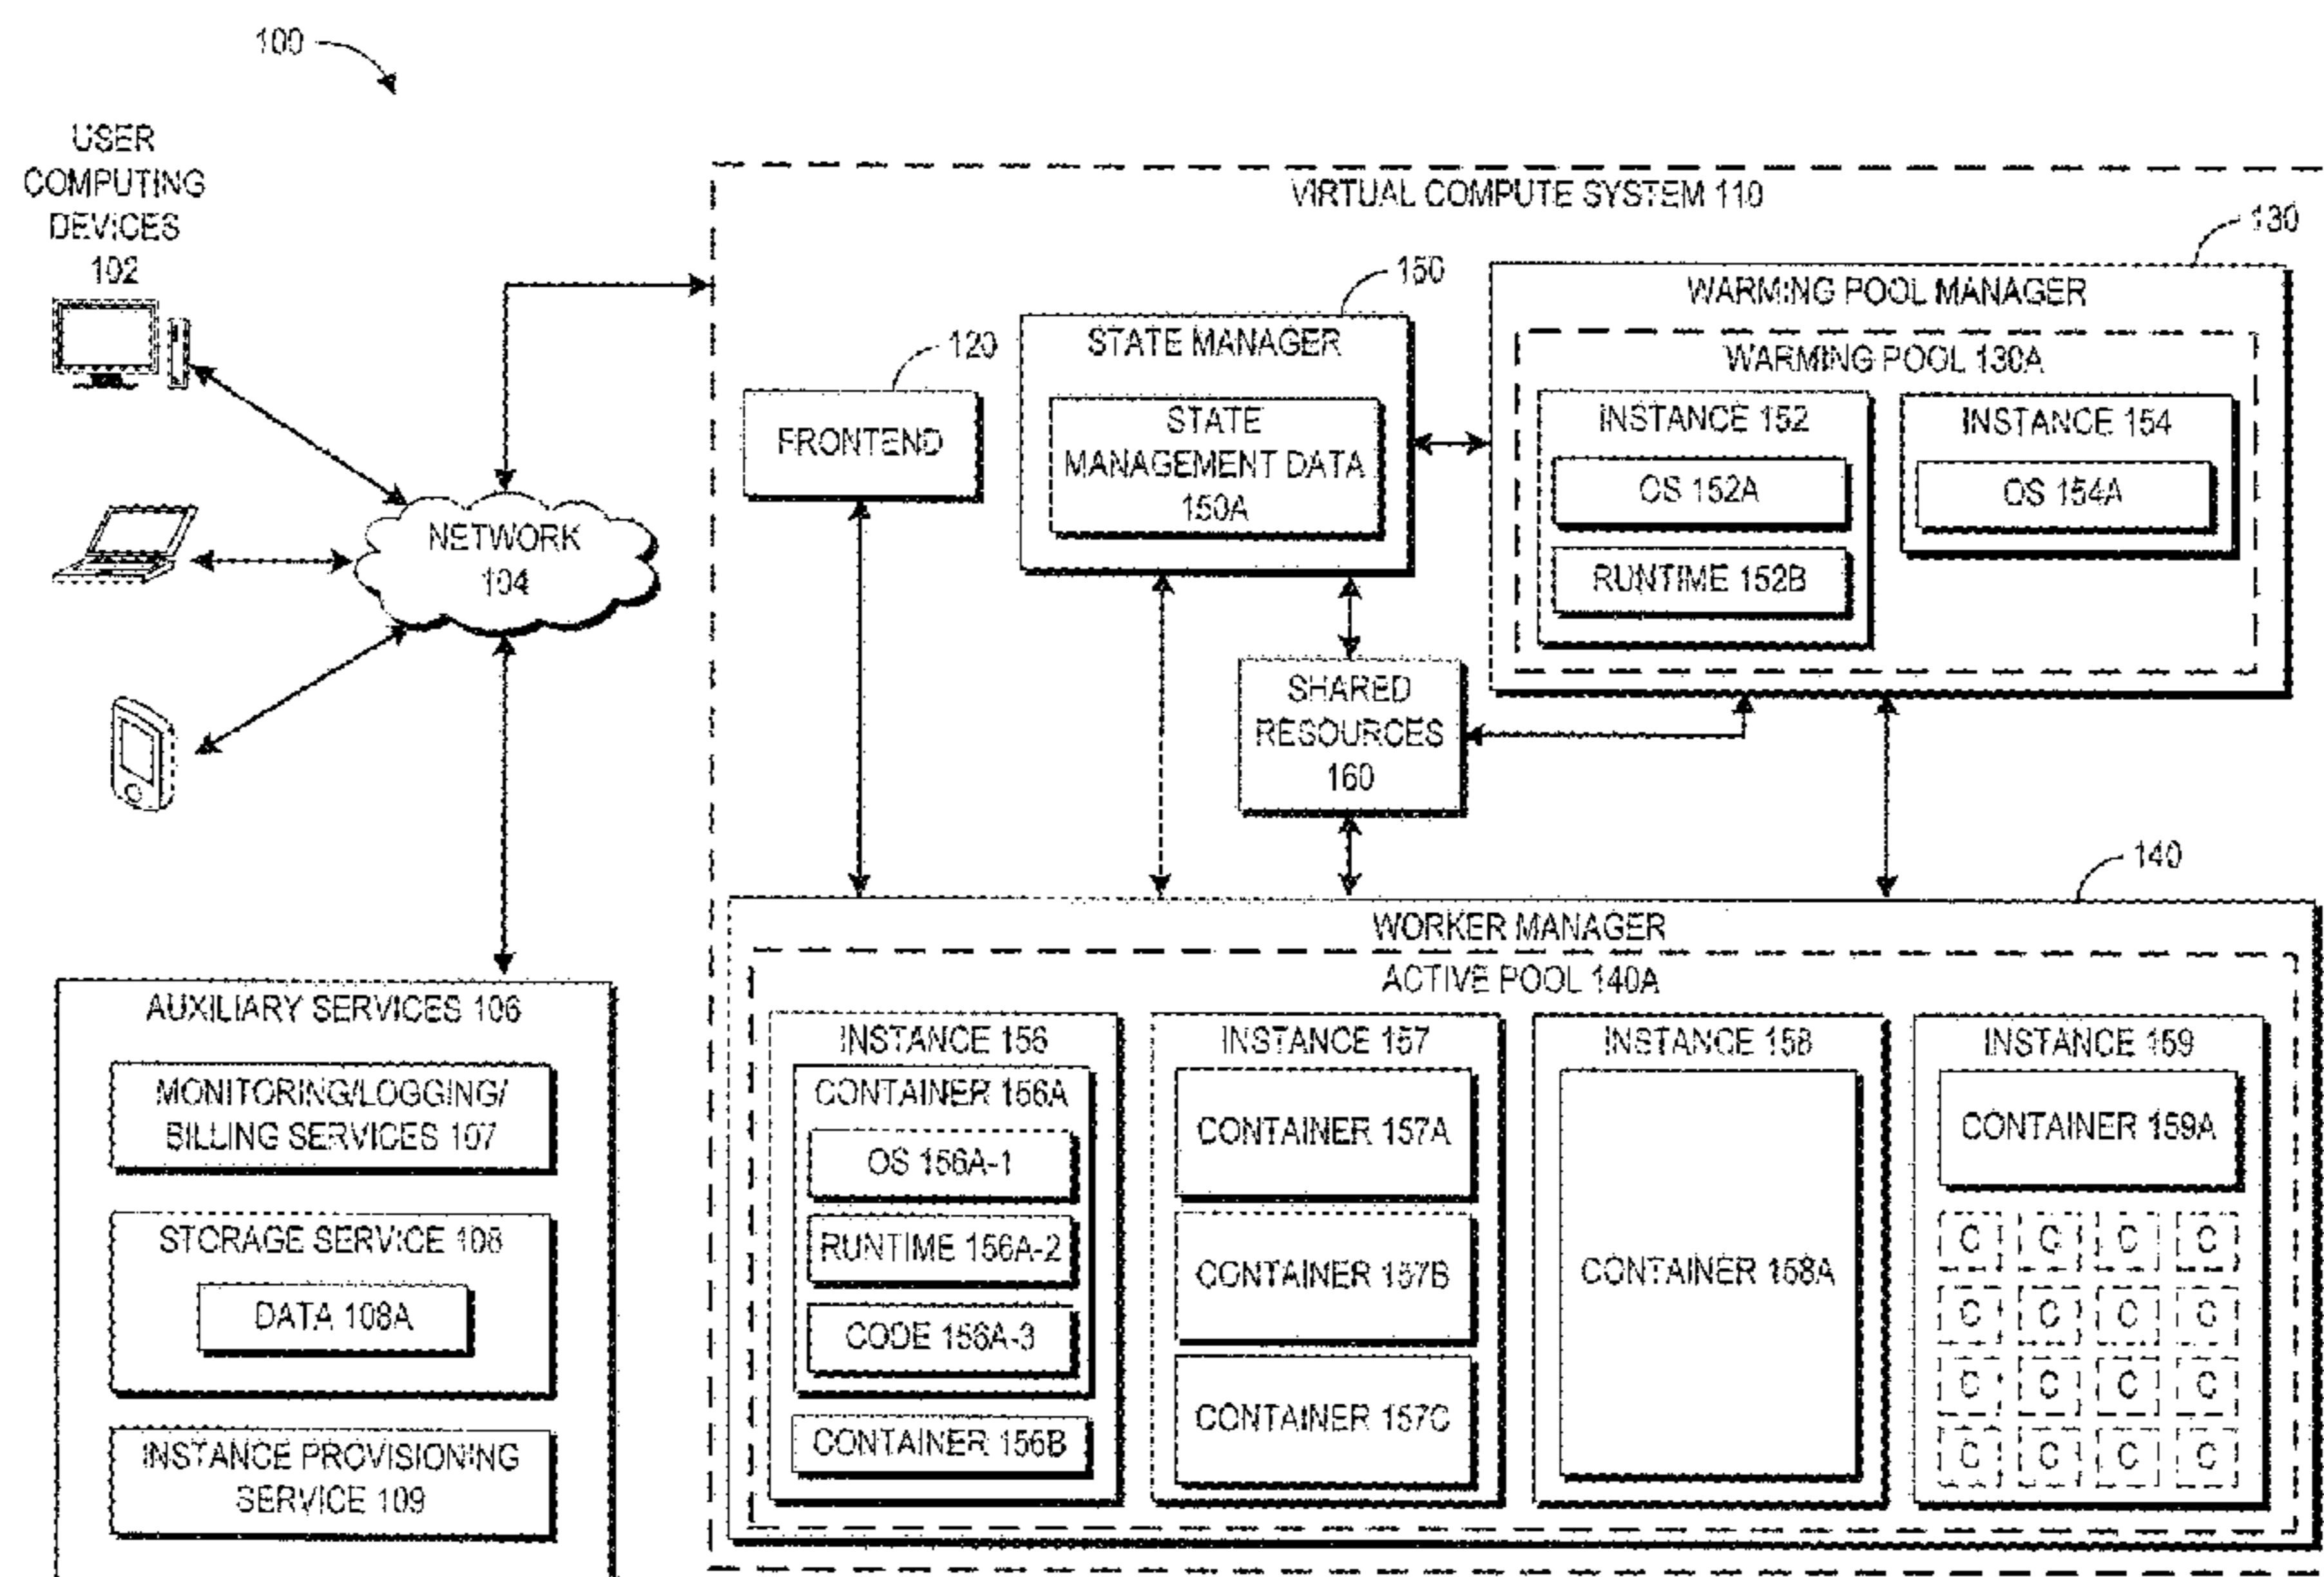 100
USER
COMPUTING
DEVICES
102
NETWORK
104
AUXILIARY SERVICES 106
MONITORING/LOGGING/
BILLING SERVICES 107
STORAGE SERVICE 108
DATA 108A
INSTANCE PROVISIONING
SERVICE 109
VIRTUAL COMPUTE SYSTEM 110
120
FRONTEND
150
STATE MANAGER
STATE
MANAGEMENT DATA
150A
130
WARMING POOL MANAGER
WARMING POOL 130A
INSTANCE 152
OS 152A
RUNTIME 152B
INSTANCE 154
OS 154A
SHARED
RESOURCES
160
140
WORKER MANAGER
ACTIVE POOL 140A
INSTANCE 156
CONTAINER 156A
OS 156A-1
RUNTIME 156A-2
CODE 156A-3
CONTAINER 156B
INSTANCE 157
CONTAINER 157A
CONTAINER 157B
CONTAINER 157C
INSTANCE 158
CONTAINER 158A
INSTANCE 159
CONTAINER 159A
C C C C
C C C C
C C C C
C C C C